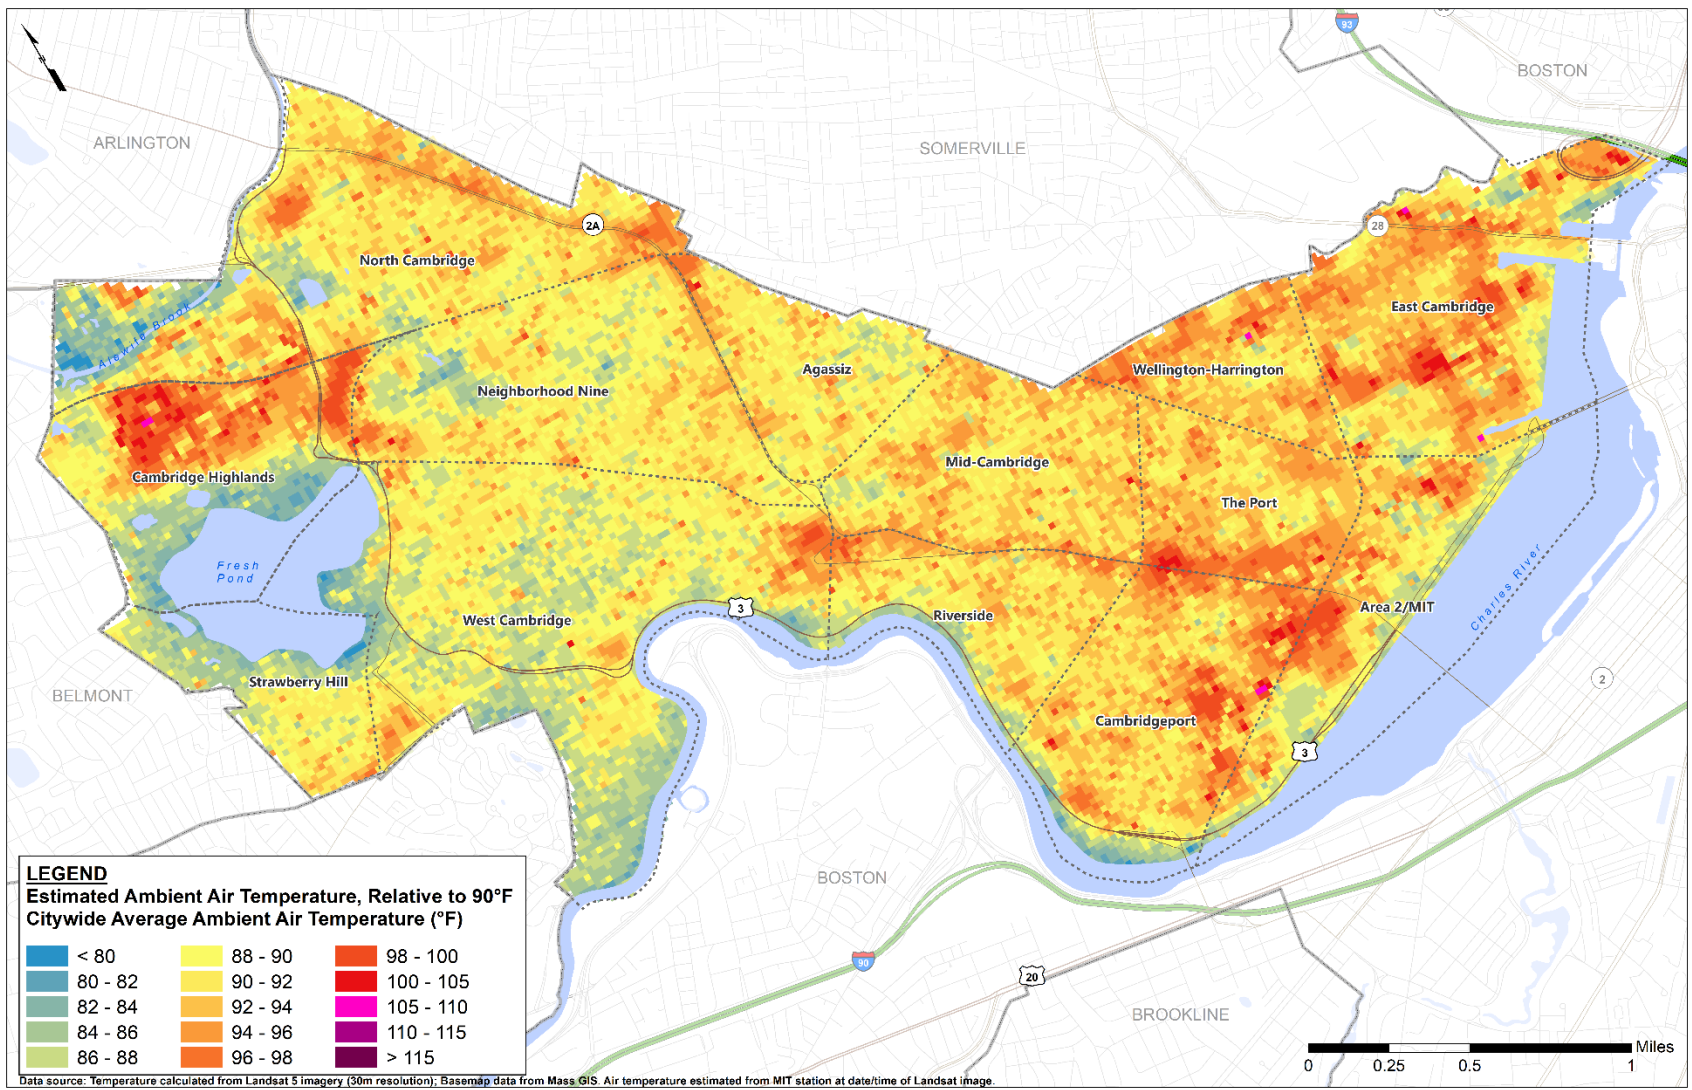 93
BOSTON
ARLINGTON
SOMERVILLE
N
2A
28
North Cambridge
East Cambridge
Alewife Brook
Agassiz
Wellington-Harrington
Neighborhood Nine
Mid-Cambridge
Cambridge Highlands
The Port
Fresh
Pond
Charles River
3
Area 2/MIT
Riverside
West Cambridge
Strawberry Hill
BELMONT
2
Cambridgeport
3
BOSTON
90
20
BROOKLINE
LEGEND
Estimated Ambient Air Temperature, Relative to 90°F
Citywide Average Ambient Air Temperature (°F)
< 80 88 - 90 98 - 100
80 - 82 90 - 92 100 - 105
82 - 84 92 - 94 105 - 110
84 - 86 94 - 96 110 - 115
86 - 88 96 - 98 > 115
Miles
0 0.25 0.5 1
Data source: Temperature calculated from Landsat 5 imagery (30m resolution); Basemap data from Mass GIS. Air temperature estimated from MIT station at date/time of Landsat image.